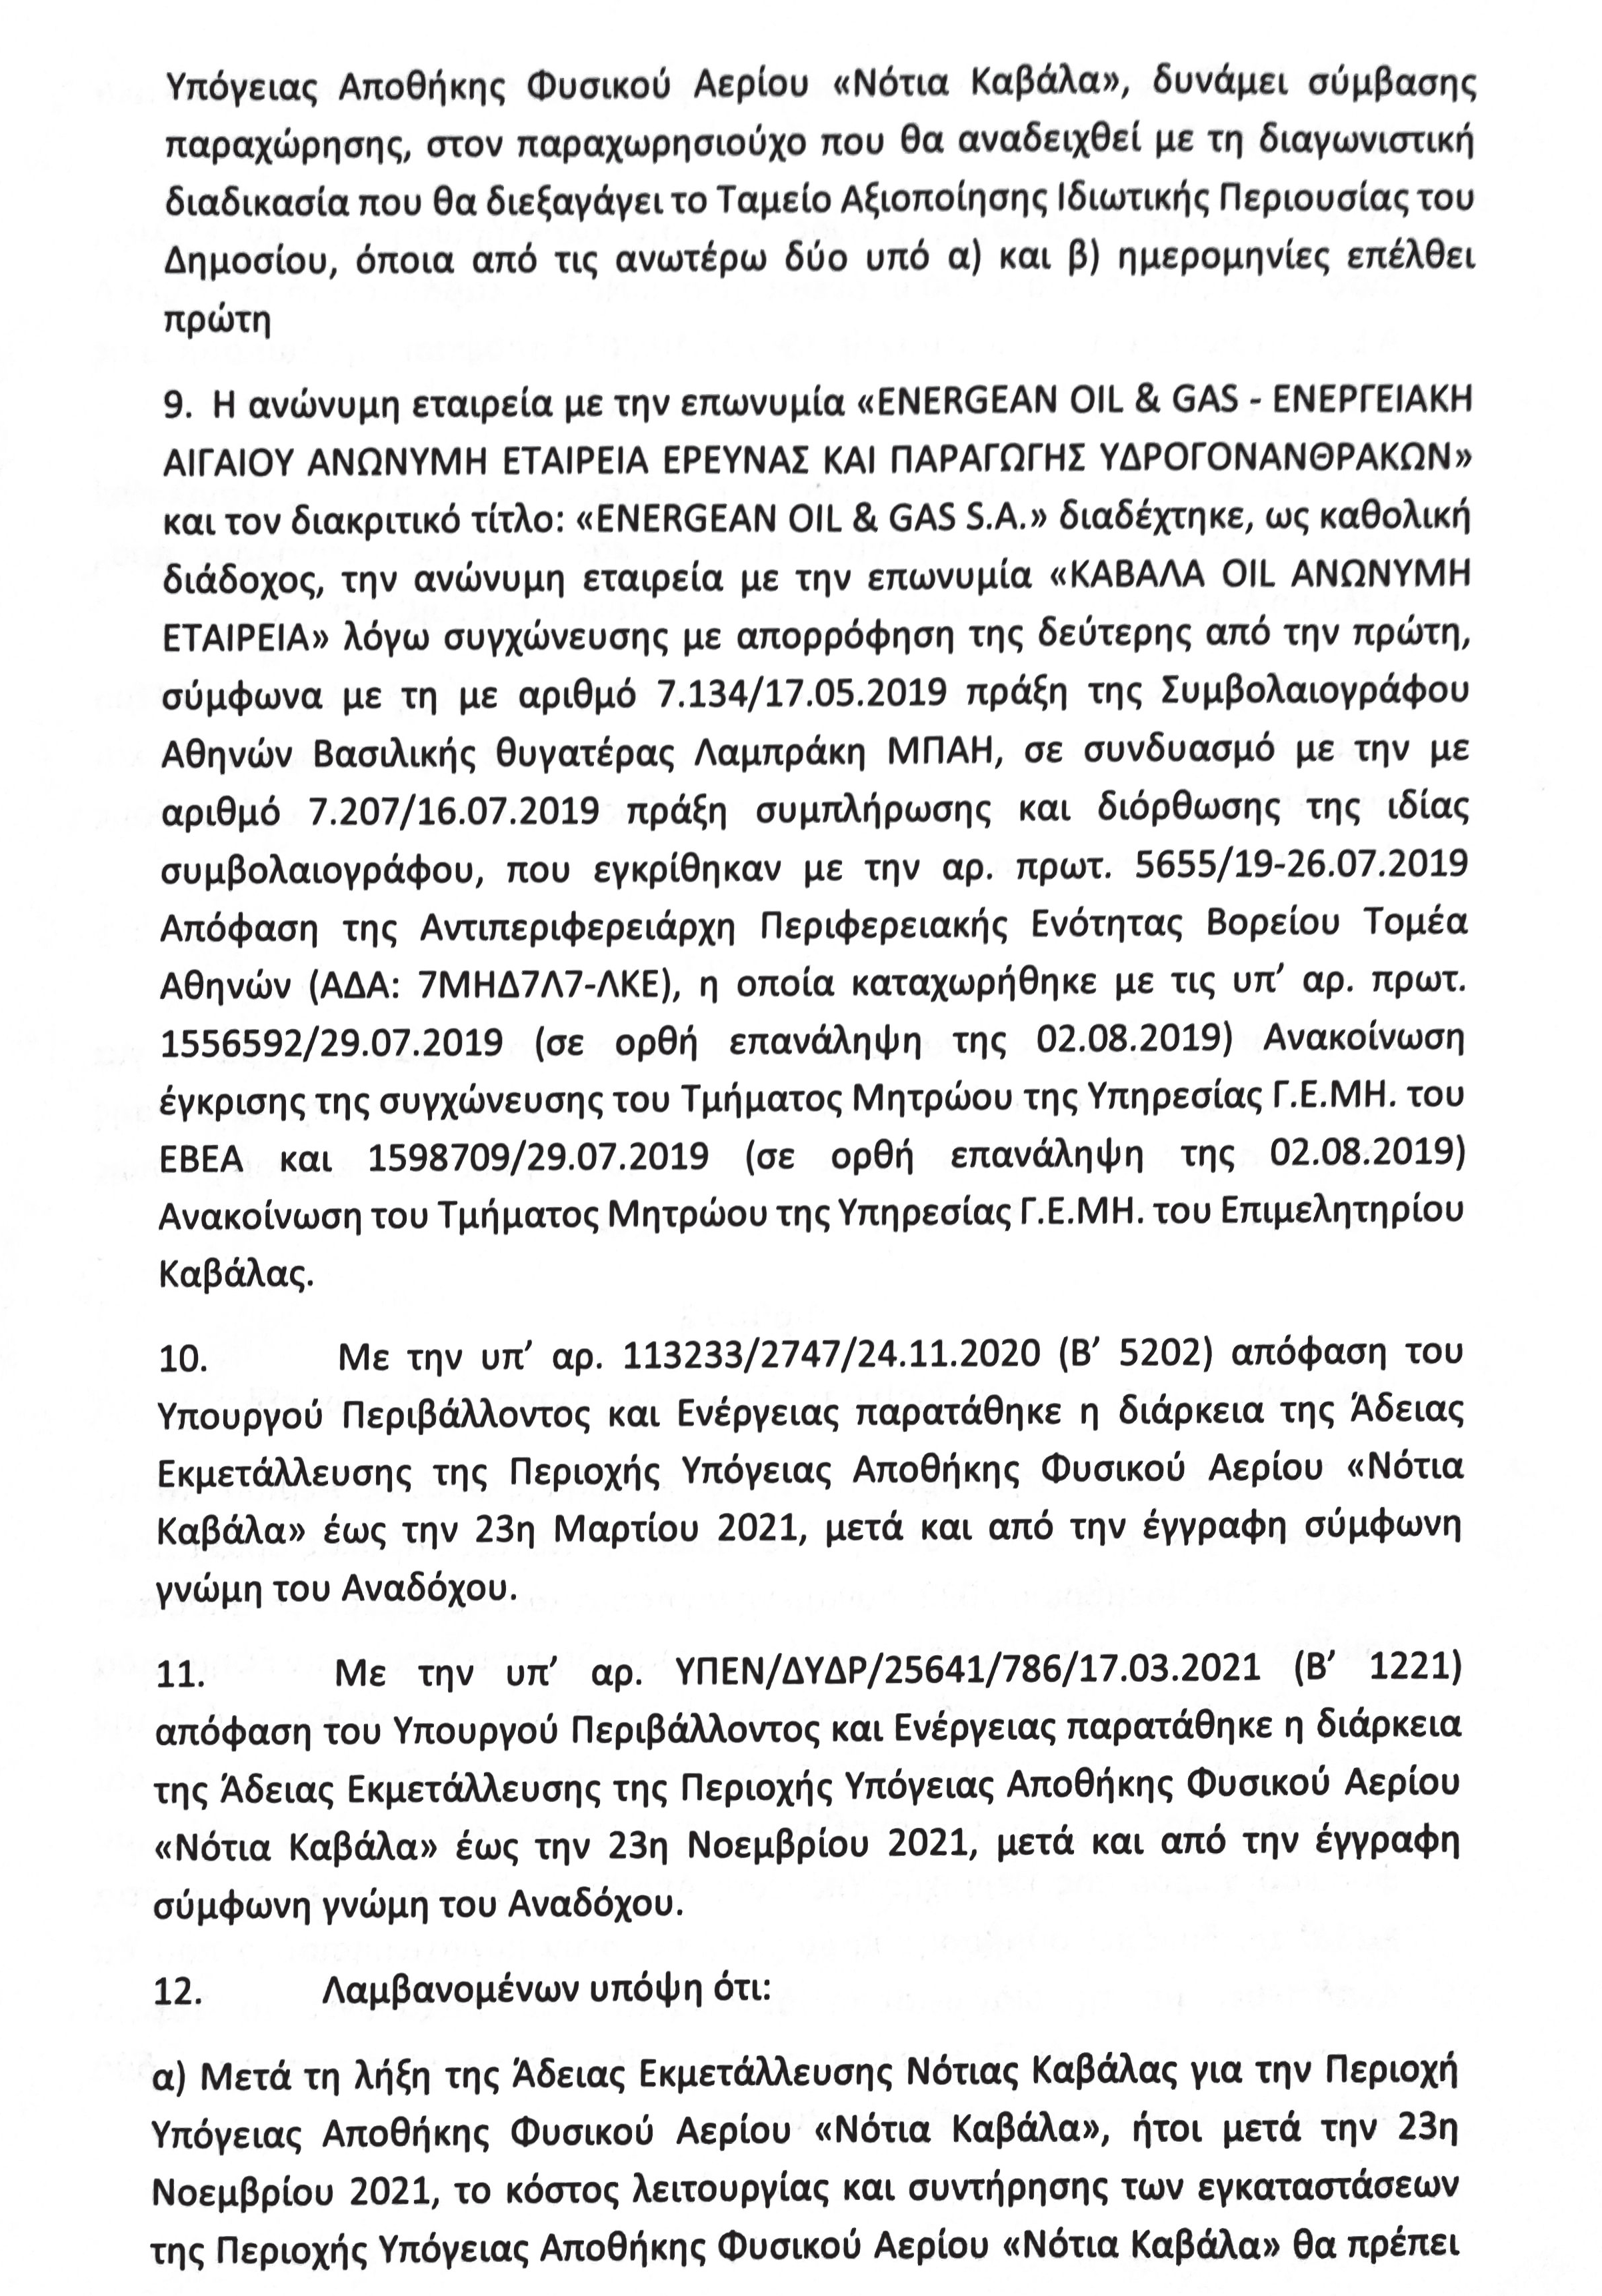 Υπόγειας Αποθήκης Φυσικού Αερίου «Νότια Καβάλα», δυνάμει σύμβασης
παραχώρησης, στον παραχωρησιούχο που θα αναδειχθεί με τη διαγωνιστική
διαδικασία που θα διεξαγάγει το Ταμείο Αξιοποίησης Ιδιωτικής Περιουσίας του
Δημοσίου, όποια από τις ανωτέρω δύο υπό α) και β) ημερομηνίες επέλθει
πρώτη
9. Η ανώνυμη εταιρεία με την επωνυμία «ENERGEAN OIL & GAS - ΕΝΕΡΓΕΙΑΚΗ
ΑΙΓΑΙΟΥ ΑΝΩΝΥΜΗ ΕΤΑΙΡΕΙΑ ΕΡΕΥΝΑΣ ΚΑΙ ΠΑΡΑΓΩΓΗΣ ΥΔΡΟΓΟΝΑΝΘΡΑΚΩΝ»
και τον διακριτικό τίτλο: «ENERGEAN OIL & GAS S.A.» διαδέχτηκε, ως καθολική
διάδοχος, την ανώνυμη εταιρεία με την επωνυμία «ΚΑΒΑΛΑ OIL ΑΝΩΝΥΜΗ
ΕΤΑΙΡΕΙΑ» λόγω συγχώνευσης με απορρόφηση της δεύτερης από την πρώτη,
σύμφωνα με τη με αριθμό 7.134/17.05.2019 πράξη της Συμβολαιογράφου
Αθηνών Βασιλικής θυγατέρας Λαμπράκη ΜΠΑΗ, σε συνδυασμό με την με
αριθμό 7.207/16.07.2019 πράξη συμπλήρωσης και διόρθωσης της ιδίας
συμβολαιογράφου, που εγκρίθηκαν με την αρ. πρωτ. 5655/19-26.07.2019
Απόφαση της Αντιπεριφερειάρχη Περιφερειακής Ενότητας Βορείου Τομέα
Αθηνών (ΑΔΑ: 7ΜΗΔ7Λ7-ΛΚΕ), η οποία καταχωρήθηκε με τις υπ’ αρ. πρωτ.
1556592/29.07.2019 (σε ορθή επανάληψη της 02.08.2019) Ανακοίνωση
έγκρισης της συγχώνευσης του Τμήματος Μητρώου της Υπηρεσίας Γ.Ε.ΜΗ. του
ΕΒΕΑ και 1598709/29.07.2019 (σε ορθή επανάληψη της 02.08.2019)
Ανακοίνωση του Τμήματος Μητρώου της Υπηρεσίας Γ.Ε.ΜΗ. του Επιμελητηρίου
Καβάλας.
10. Με την υπ’ αρ. 113233/2747/24.11.2020 (Β’ 5202) απόφαση του
Υπουργού Περιβάλλοντος και Ενέργειας παρατάθηκε η διάρκεια της Άδειας
Εκμετάλλευσης της Περιοχής Υπόγειας Αποθήκης Φυσικού Αερίου «Νότια
Καβάλα» έως την 23η Μαρτίου 2021, μετά και από την έγγραφη σύμφωνη
γνώμη του Αναδόχου.
11. Με την υπ’ αρ. ΥΠΕΝ/ΔΥΔΡ/25641/786/17.03.2021 (Β’ 1221)
απόφαση του Υπουργού Περιβάλλοντος και Ενέργειας παρατάθηκε η διάρκεια
της Άδειας Εκμετάλλευσης της Περιοχής Υπόγειας Αποθήκης Φυσικού Αερίου
«Νότια Καβάλα» έως την 23η Νοεμβρίου 2021, μετά και από την έγγραφη
σύμφωνη γνώμη του Αναδόχου.
12. Λαμβανομένων υπόψη ότι:
α) Μετά τη λήξη της Άδειας Εκμετάλλευσης Νότιας Καβάλας για την Περιοχή
Υπόγειας Αποθήκης Φυσικού Αερίου «Νότια Καβάλα», ήτοι μετά την 23η
Νοεμβρίου 2021, το κόστος λειτουργίας και συντήρησης των εγκαταστάσεων
της Περιοχής Υπόγειας Αποθήκης Φυσικού Αερίου «Νότια Καβάλα» θα πρέπει